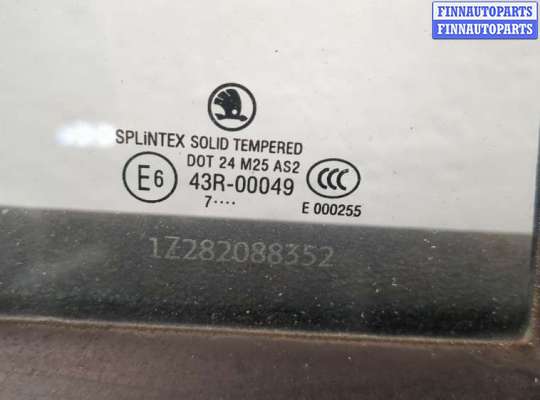 FINNAUTOPARTS
FINNAUTOPARTS
SPLiNTEX SOLID TEMPERED
DOT 24 M25 AS2
E6 43R-00049 CCC
7····
E 000255
1Z282088352